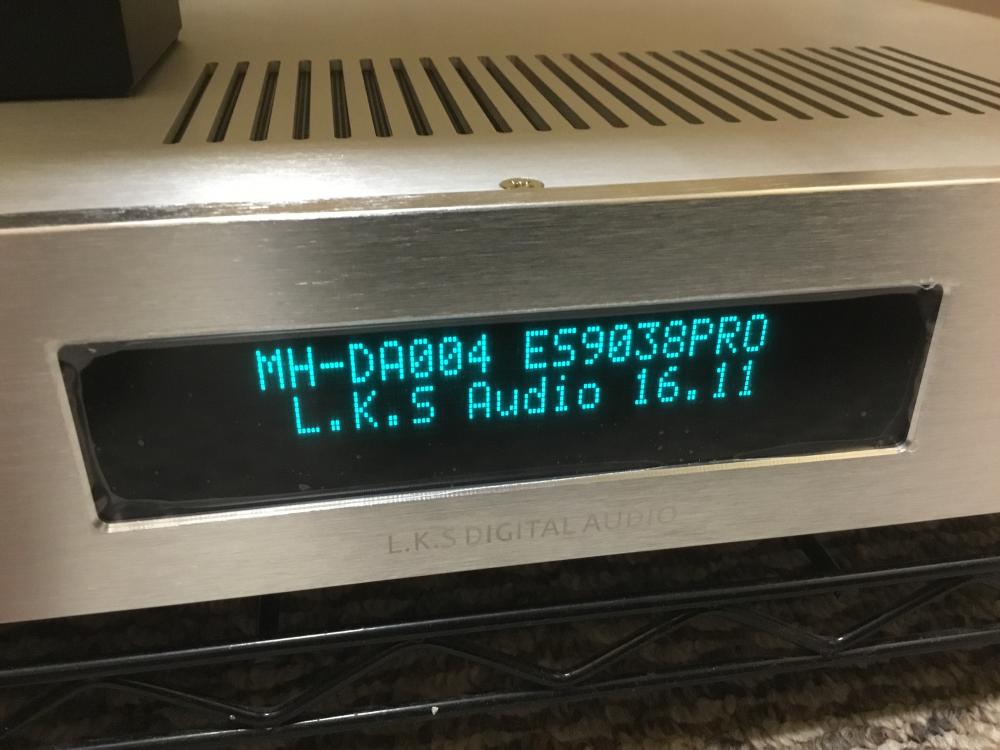 MH-DA004 ES9038PRO
L.K.S Audio 16.11
L.K.S DIGITAL AUDIO